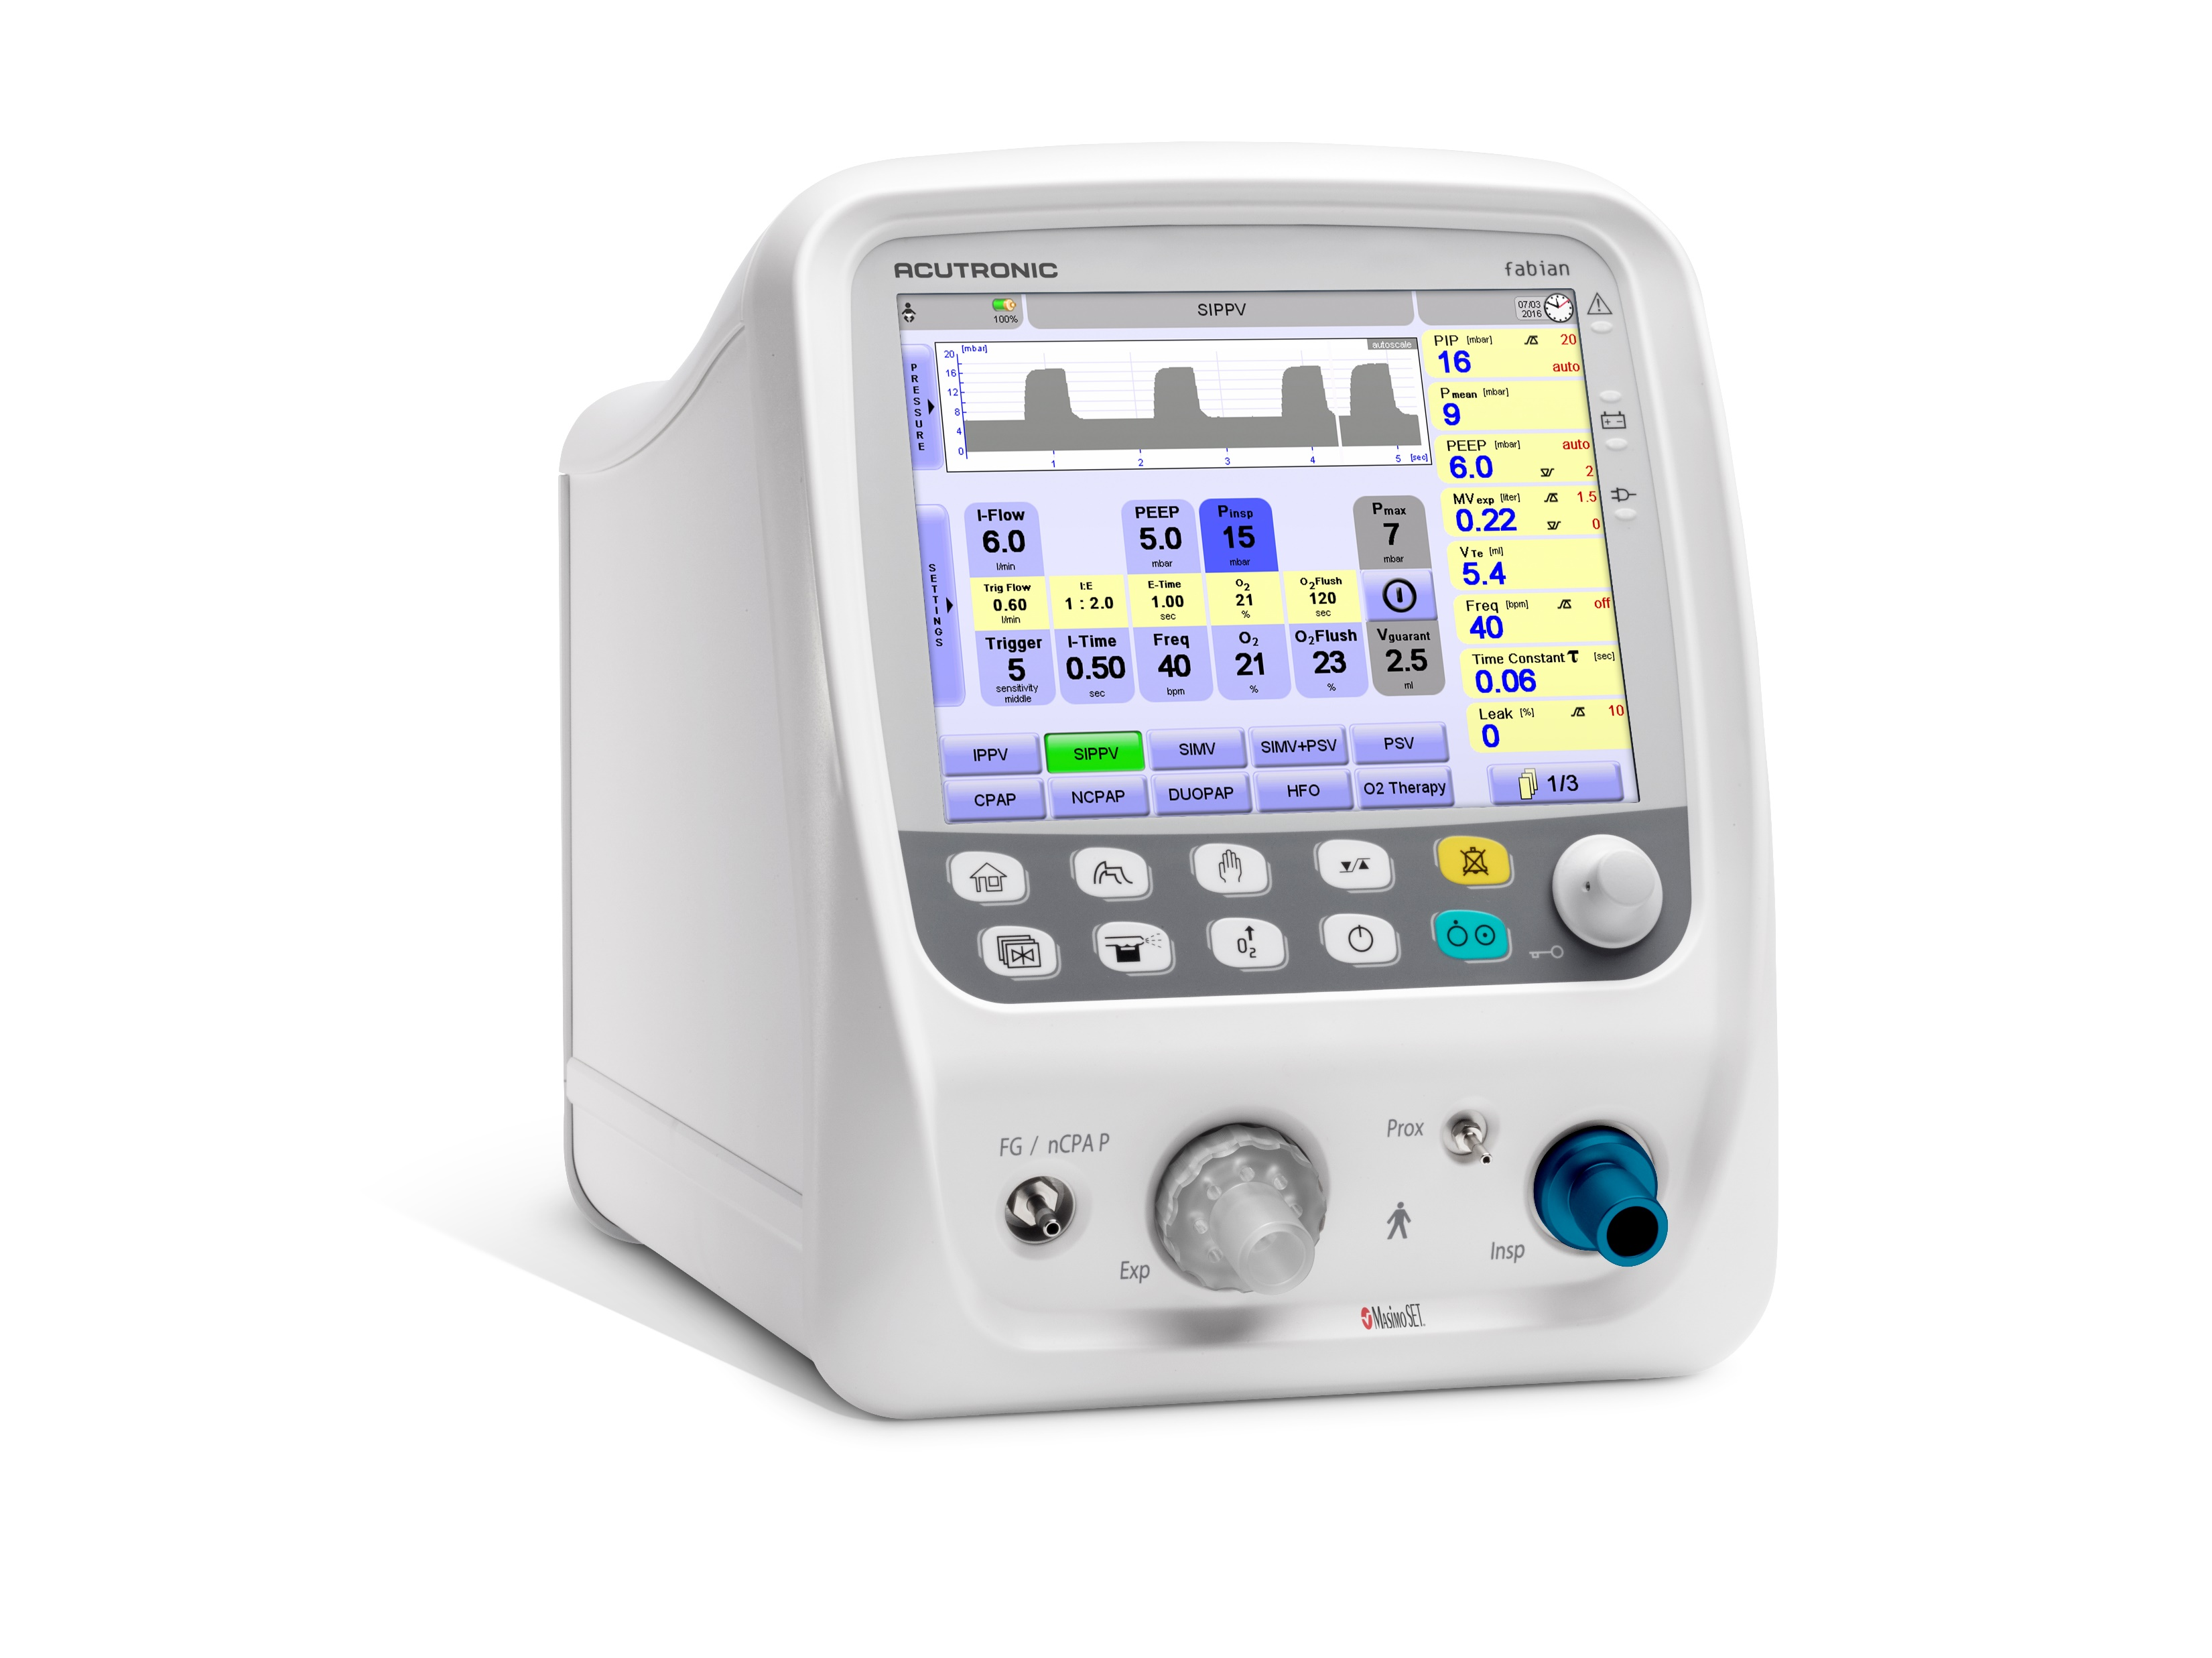 ACUTRONIC
fabian
100%
SIPPV
07/03
2016
PRESSURE
[mbar]
autoscale
20
16
12
8
4
0
1 2 3 4 5 [sec]
PIP [mbar] 20
16 auto
Pmean [mbar]
9
PEEP [mbar] auto
6.0 2
MVexp [liter] 1.5
0.22 0
VTe [ml]
5.4
Freq [bpm] off
40
Time Constant τ [sec]
0.06
Leak [%] 10
0
1/3
SETTINGS
I-Flow
6.0
l/min
PEEP
5.0
mbar
Pinsp
15
mbar
Pmax
7
mbar
Trig Flow
0.60
l/min
I:E
1 : 2.0
E-Time
1.00
sec
O2
21
%
O2Flush
120
sec
Trigger
5
sensitivity
middle
I-Time
0.50
sec
Freq
40
bpm
O2
21
%
O2Flush
23
%
Vguarant
2.5
ml
IPPV SIPPV SIMV SIMV+PSV PSV
CPAP NCPAP DUOPAP HFO O2 Therapy
O2
FG / nCPAP
Prox
Exp
Insp
Masimo SET